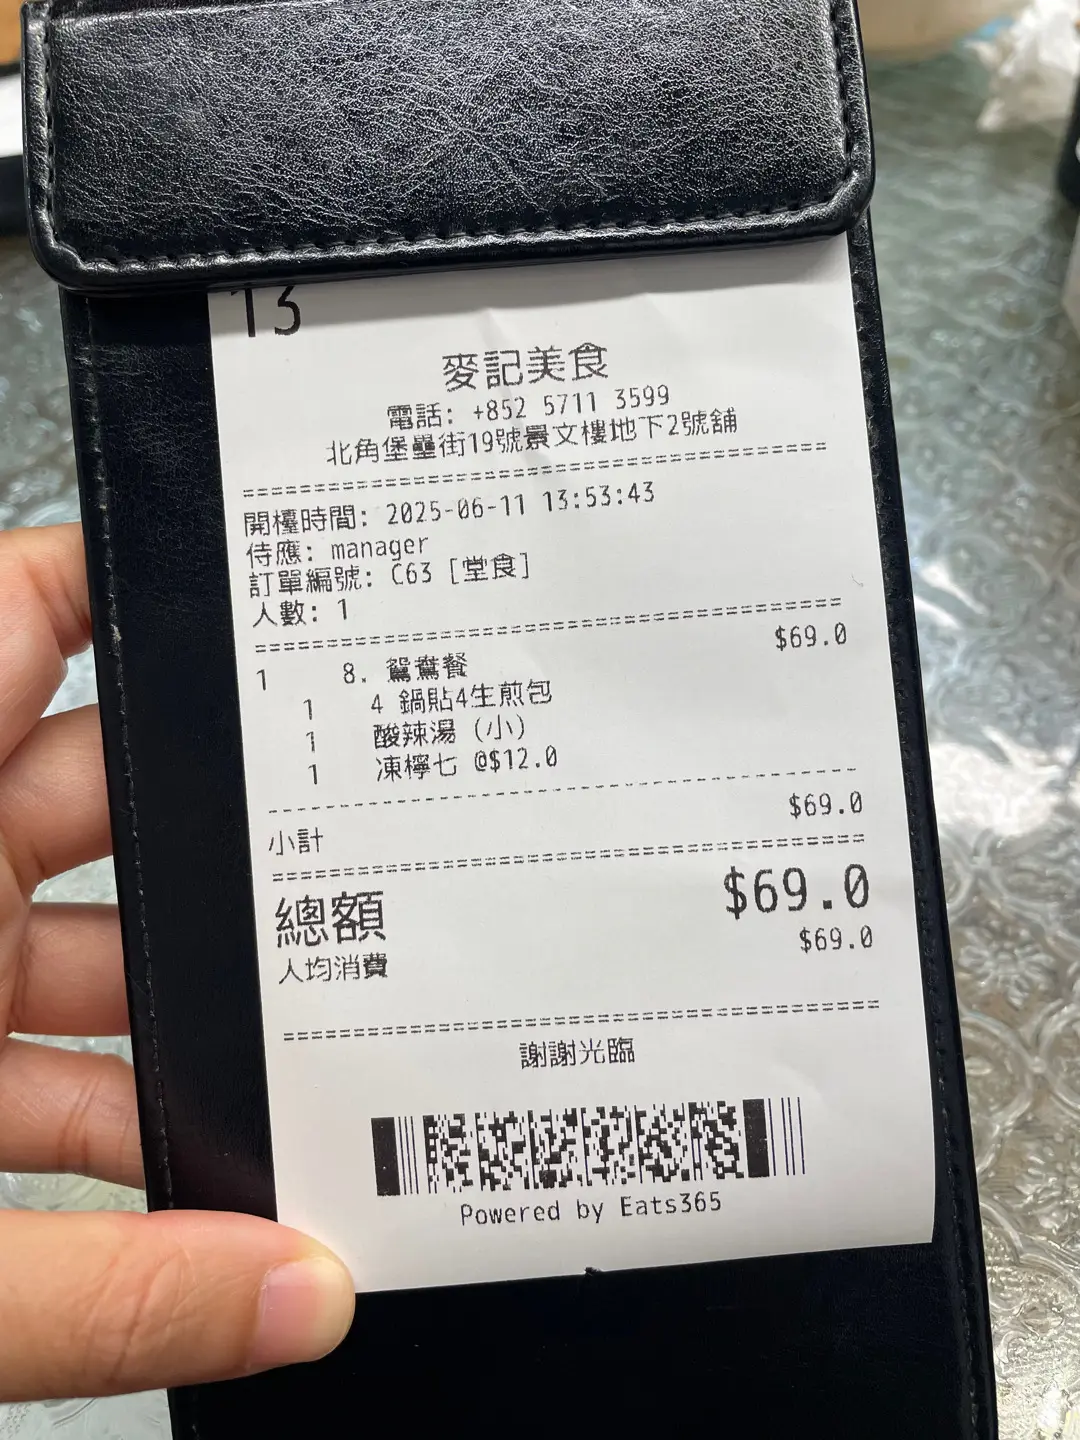 13
麥記美食
電話: +852 5711 3599
北角堡壘街19號景文樓地下2號舖
開檯時間: 2025-06-11 13:53:43
侍應: manager
訂單編號: C63 [堂食]
人數: 1
1 8. 鴛鴦餐 $69.0
1 4 鍋貼4生煎包
1 酸辣湯 (小)
1 凍檸七 @$12.0
小計 $69.0
總額 $69.0
人均消費 $69.0
謝謝光臨
Powered by Eats365